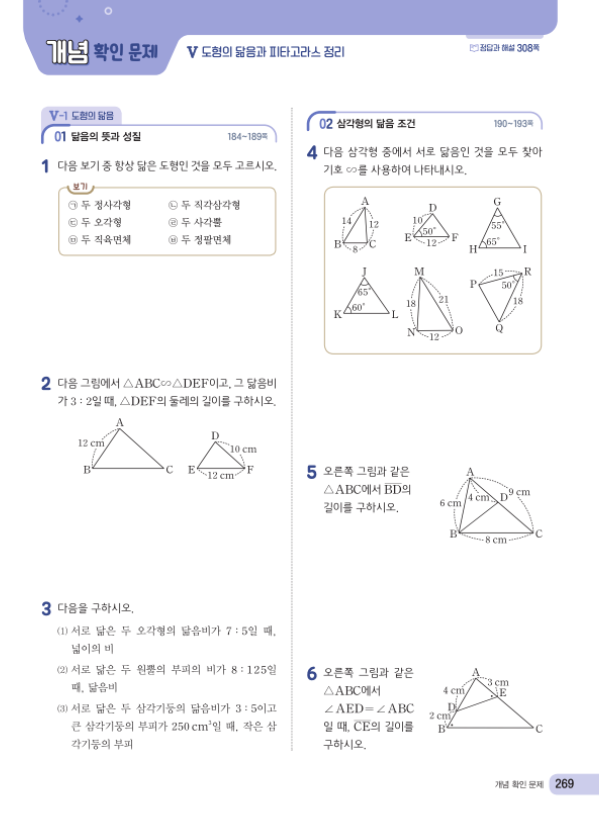 개념 확인 문제
Ⅴ 도형의 닮음과 피타고라스 정리
정답과 해설 308쪽
Ⅴ-1 도형의 닮음
01 닮음의 뜻과 성질
184~189쪽
1 다음 보기 중 항상 닮은 도형인 것을 모두 고르시오.
보기
㉠ 두 정사각형 ㉡ 두 직각삼각형
㉢ 두 오각형 ㉣ 두 사각뿔
㉤ 두 직육면체 ㉥ 두 정팔면체
2 다음 그림에서 △ABC∽△DEF이고, 그 닮음비
가 3 : 2일 때, △DEF의 둘레의 길이를 구하시오.
A
12 cm
B C
D
10 cm
E 12 cm F
3 다음을 구하시오.
⑴ 서로 닮은 두 오각형의 닮음비가 7 : 5일 때,
넓이의 비
⑵ 서로 닮은 두 원뿔의 부피의 비가 8 : 125일
때, 닮음비
⑶ 서로 닮은 두 삼각기둥의 닮음비가 3 : 5이고
큰 삼각기둥의 부피가 250 cm³일 때, 작은 삼
각기둥의 부피
02 삼각형의 닮음 조건
190~193쪽
4 다음 삼각형 중에서 서로 닮음인 것을 모두 찾아
기호 ∽를 사용하여 나타내시오.
A
14 12
B 8 C
D
10 50°
E 12 F
G
55°
65°
H I
J
65°
60°
K L
M
18 21
N 12 O
15 R
P 50°
18
Q
5 오른쪽 그림과 같은
△ABC에서 BD의
길이를 구하시오.
A
6 cm 4 cm D 9 cm
B 8 cm C
6 오른쪽 그림과 같은
△ABC에서
∠AED=∠ABC
일 때, CE의 길이를
구하시오.
A
4 cm 3 cm
E
D
2 cm
B C
개념 확인 문제 269